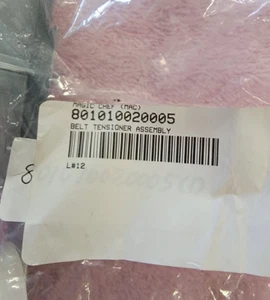 MAGIC CHEF (MAC)
801010020005
BELT TENSIONER ASSEMBLY
L#12
8